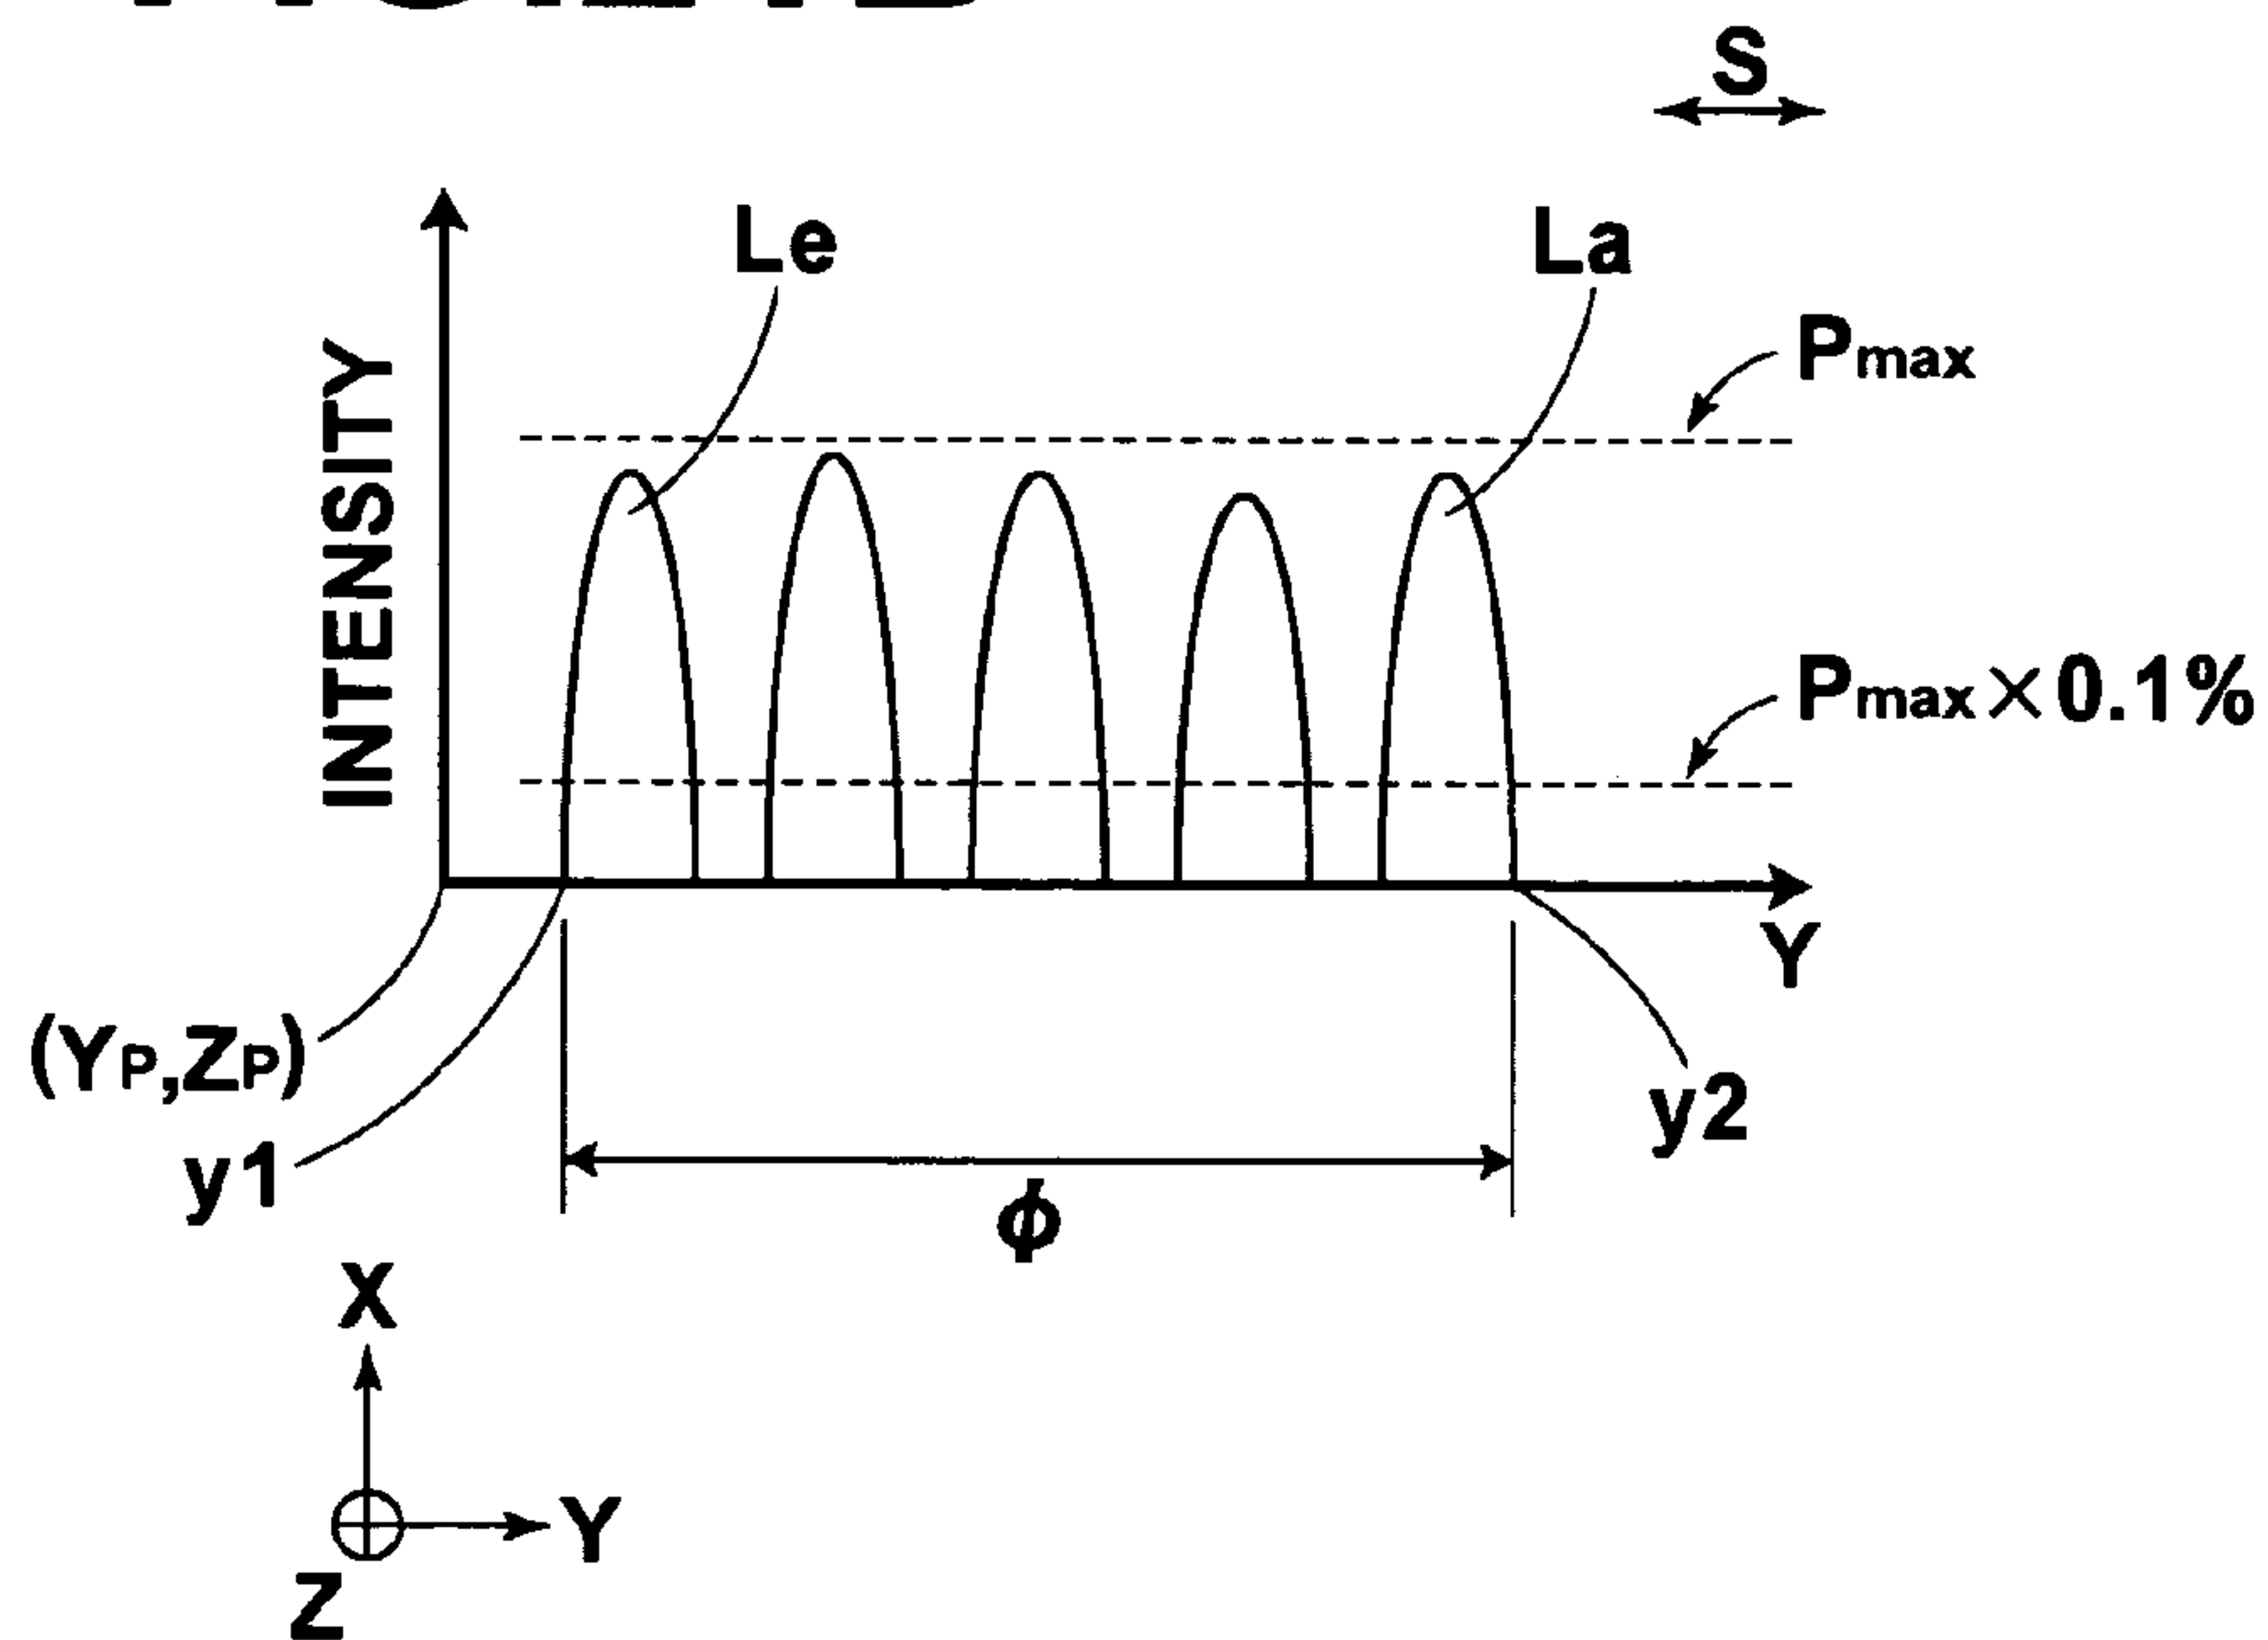 S
Le
La
Pmax
INTENSITY
Pmax×0.1%
Y
(YP,ZP)
y1
y2
ϕ
X
Y
Z